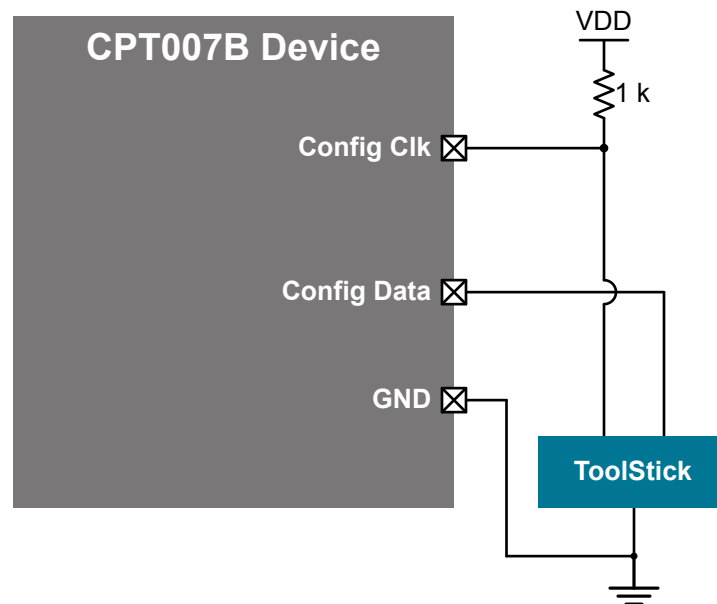 CPT007B Device
VDD
1 k
Config Clk
Config Data
GND
ToolStick